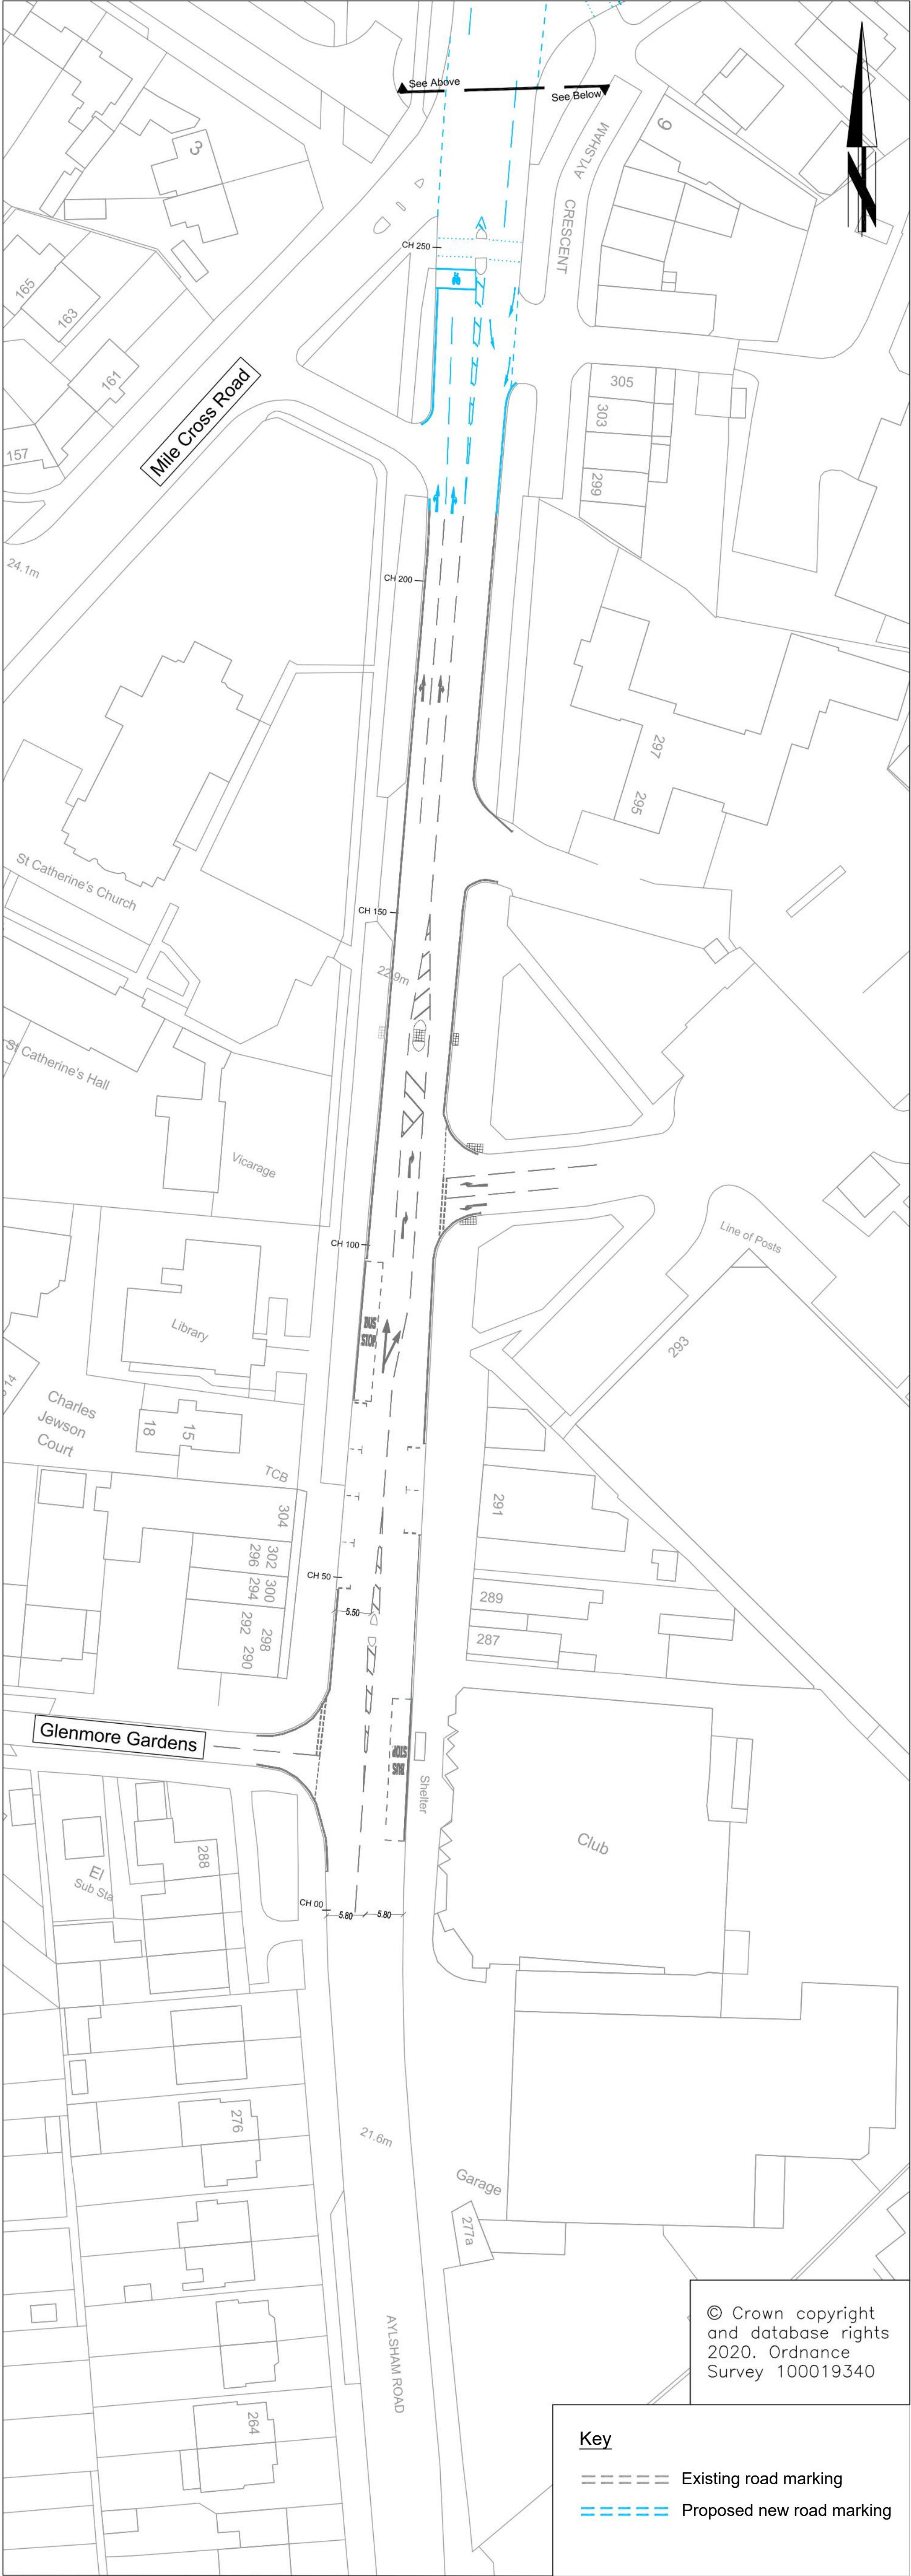 See Above
See Below
N
3
9
AYLSHAM
CRESCENT
CH 250
165
163
161
157
Mile Cross Road
305
303
299
24.1m
CH 200
297
295
St Catherine's Church
CH 150
22.9m
St Catherine's Hall
Vicarage
CH 100
Line of Posts
BUS
STOP
Library
293
14
Charles
Jewson
Court
18
15
TCB
304
291
302
296
CH 50
300
294
289
5.50
292
298
287
290
Glenmore Gardens
BUS
STOP
Shelter
Club
288
El
Sub Sta
CH 00
5.80
5.80
276
21.6m
Garage
277a
AYLSHAM ROAD
264
© Crown copyright
and database rights
2020. Ordnance
Survey 100019340
Key
Existing road marking
Proposed new road marking